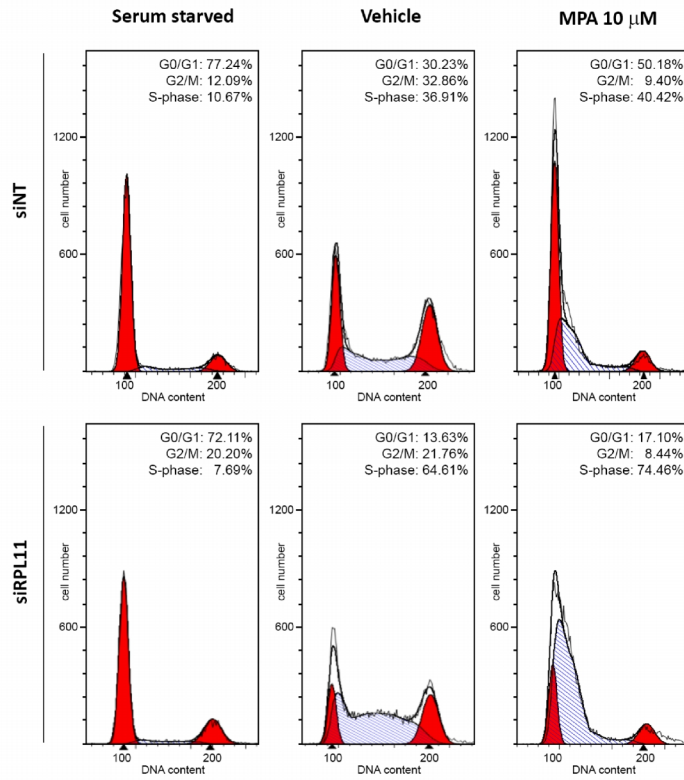 Serum starved
Vehicle
MPA 10 μM
siNT
G0/G1: 77.24%
G2/M: 12.09%
S-phase: 10.67%
1200
600
cell number
100
200
DNA content
G0/G1: 30.23%
G2/M: 32.86%
S-phase: 36.91%
1200
600
cell number
100
200
DNA content
G0/G1: 50.18%
G2/M: 9.40%
S-phase: 40.42%
1200
600
cell number
100
200
DNA content
siRPL11
G0/G1: 72.11%
G2/M: 20.20%
S-phase: 7.69%
1200
600
cell number
100
200
DNA content
G0/G1: 13.63%
G2/M: 21.76%
S-phase: 64.61%
1200
600
cell number
100
200
DNA content
G0/G1: 17.10%
G2/M: 8.44%
S-phase: 74.46%
1200
600
cell number
100
200
DNA content